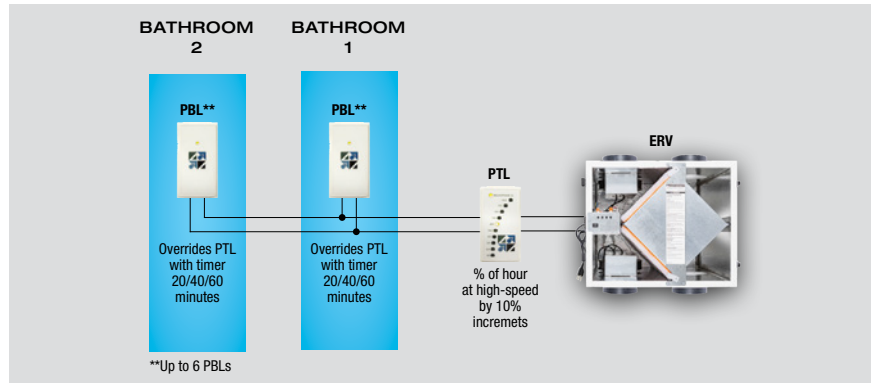 BATHROOM
2
BATHROOM
1
PBL**
PBL**
ERV
PTL
Overrides PTL
with timer
20/40/60
minutes
Overrides PTL
with timer
20/40/60
minutes
% of hour
at high-speed
by 10%
incremets
**Up to 6 PBLs